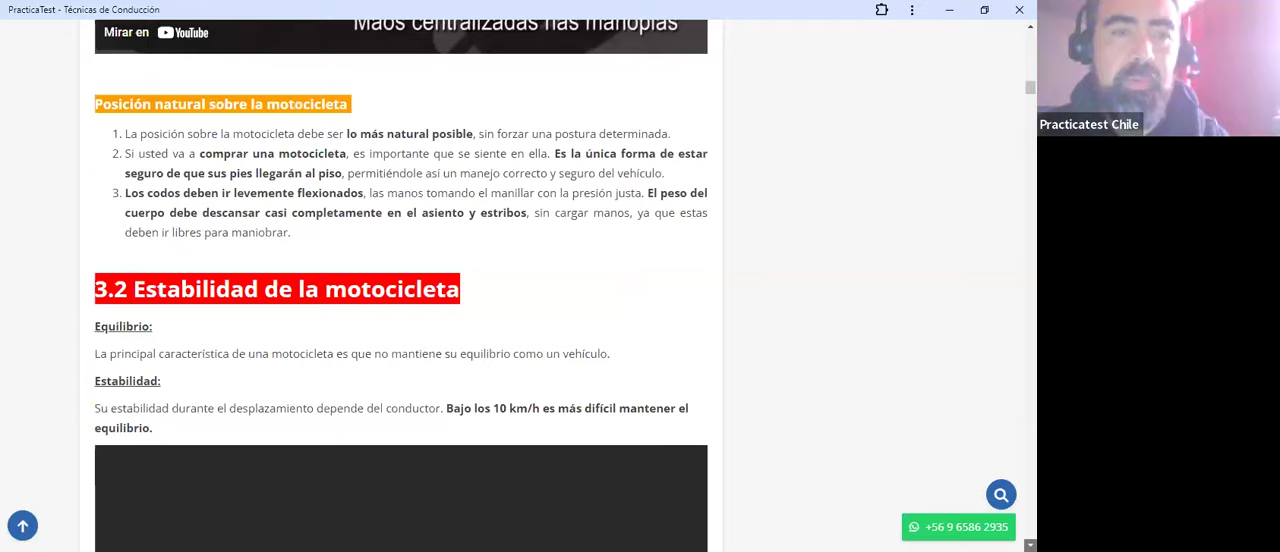 PracticaTest - Técnicas de Conducción
Mãos centralizadas nas manoplas
Mirar en YouTube
Posición natural sobre la motocicleta
1. La posición sobre la motocicleta debe ser lo más natural posible, sin forzar una postura determinada.
2. Si usted va a comprar una motocicleta, es importante que se siente en ella. Es la única forma de estar
seguro de que sus pies llegarán al piso, permitiéndole así un manejo correcto y seguro del vehículo.
3. Los codos deben ir levemente flexionados, las manos tomando el manillar con la presión justa. El peso del
cuerpo debe descansar casi completamente en el asiento y estribos, sin cargar manos, ya que estas
deben ir libres para maniobrar.
3.2 Estabilidad de la motocicleta
Equilibrio:
La principal característica de una motocicleta es que no mantiene su equilibrio como un vehículo.
Estabilidad:
Su estabilidad durante el desplazamiento depende del conductor. Bajo los 10 km/h es más difícil mantener el
equilibrio.
+56 9 6586 2935
Practicatest Chile